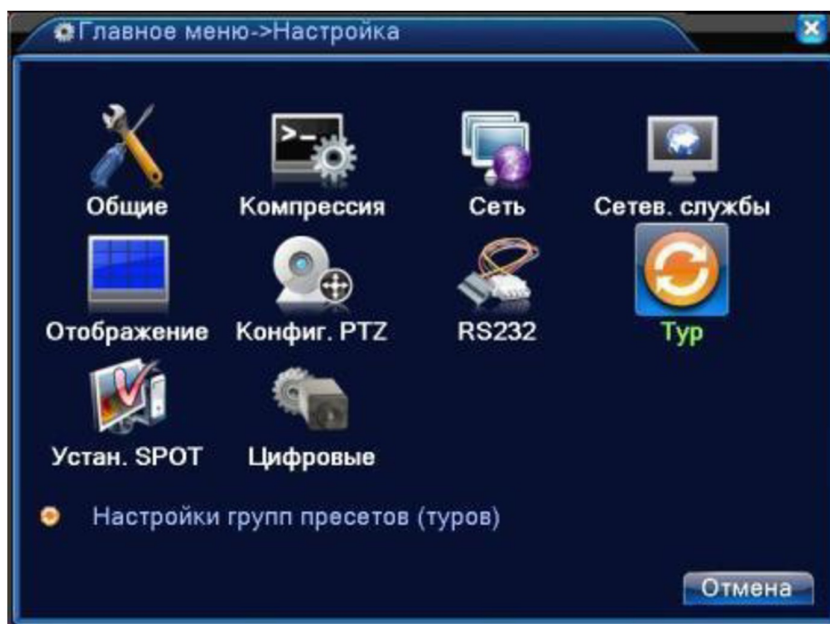 Главное меню->Настройка
Общие
Компрессия
Сеть
Сетев. службы
Отображение
Конфиг. PTZ
RS232
Тур
Устан. SPOT
Цифровые
Настройки групп пресетов (туров)
Отмена